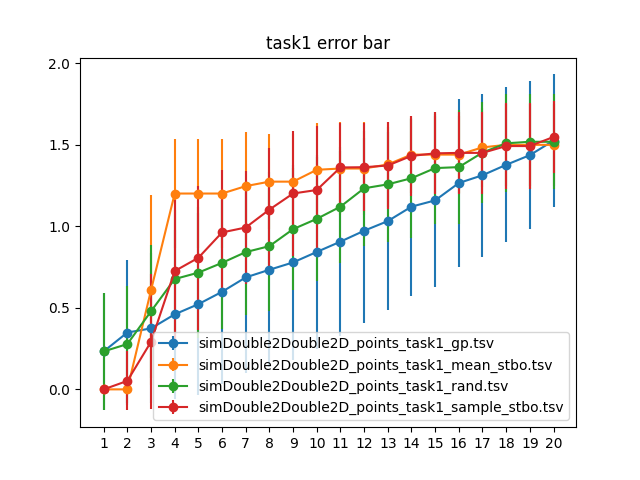 task1 error bar
2.0
1.5
1.0
0.5
0.0
simDouble2Double2D_points_task1_gp.tsv
simDouble2Double2D_points_task1_mean_stbo.tsv
simDouble2Double2D_points_task1_rand.tsv
simDouble2Double2D_points_task1_sample_stbo.tsv
1 2 3 4 5 6 7 8 9 10 11 12 13 14 15 16 17 18 19 20